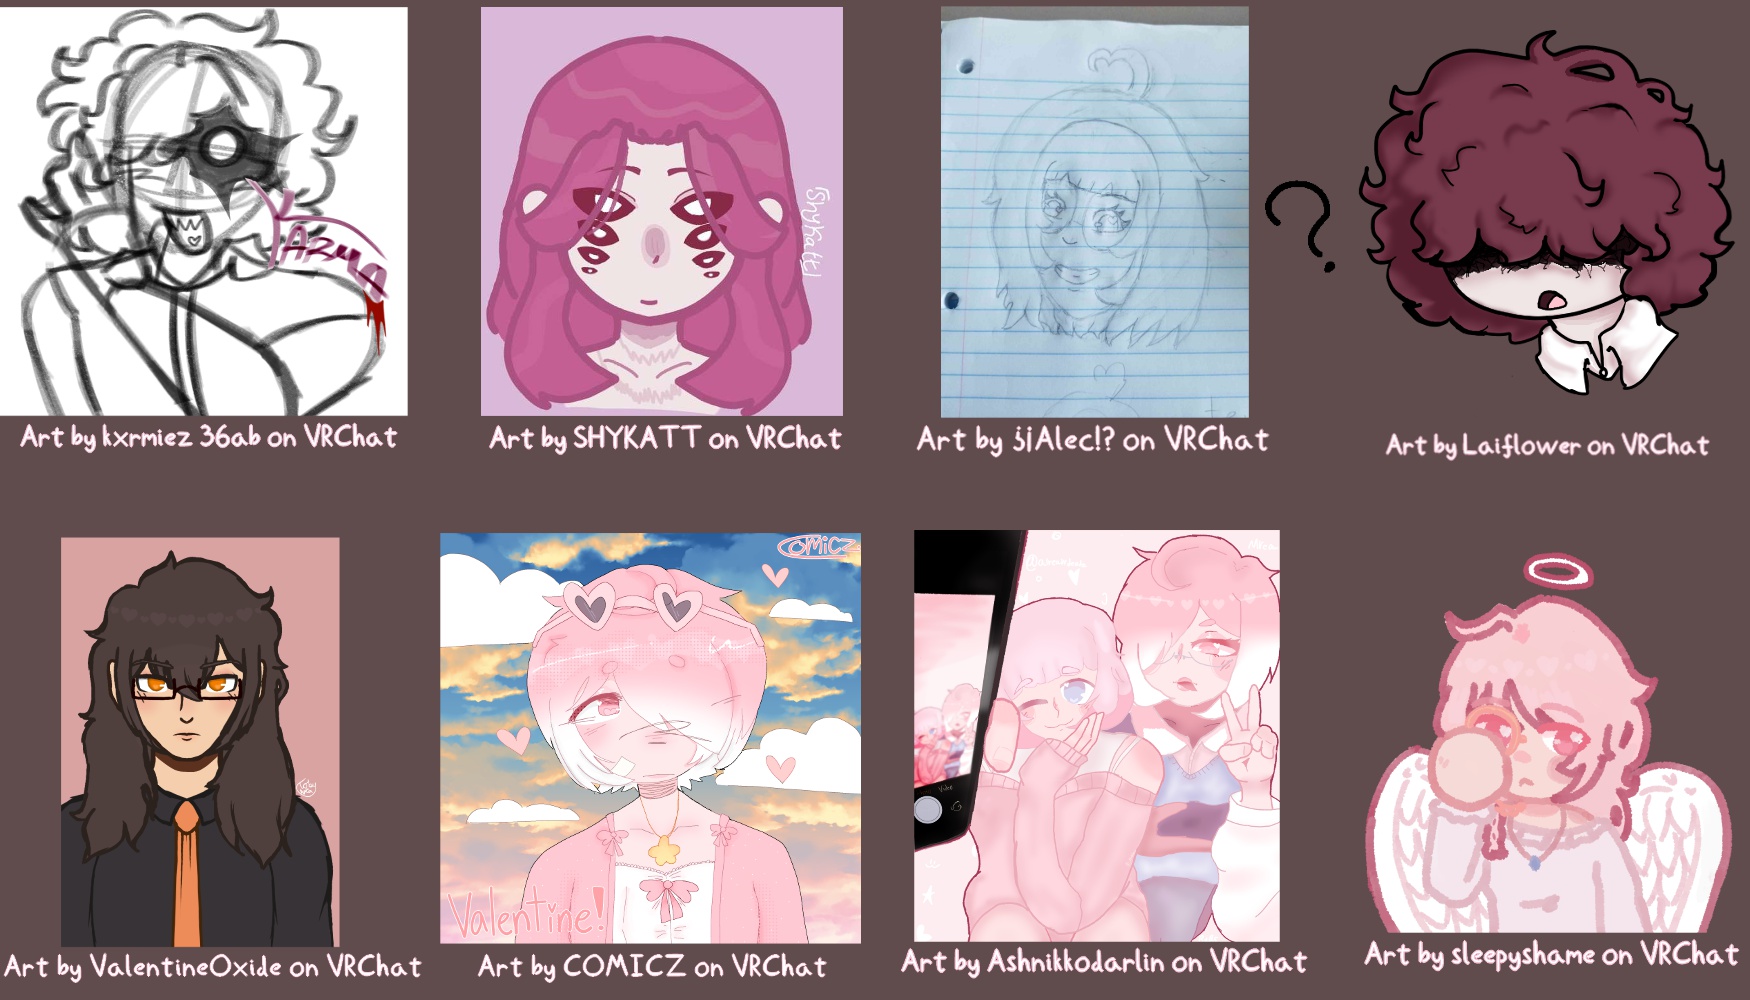 YAZMA
SHYKATT
?
Art by kxrmiez 36ab on VRChat
Art by SHYKATT on VRChat
Art by jjAlec!? on VRChat
Art by Laiflower on VRChat
COMICZ
Valentine!
Art by ValentineOxide on VRChat
Art by COMICZ on VRChat
Art by Ashnikkodarlin on VRChat
Art by sleepyshame on VRChat